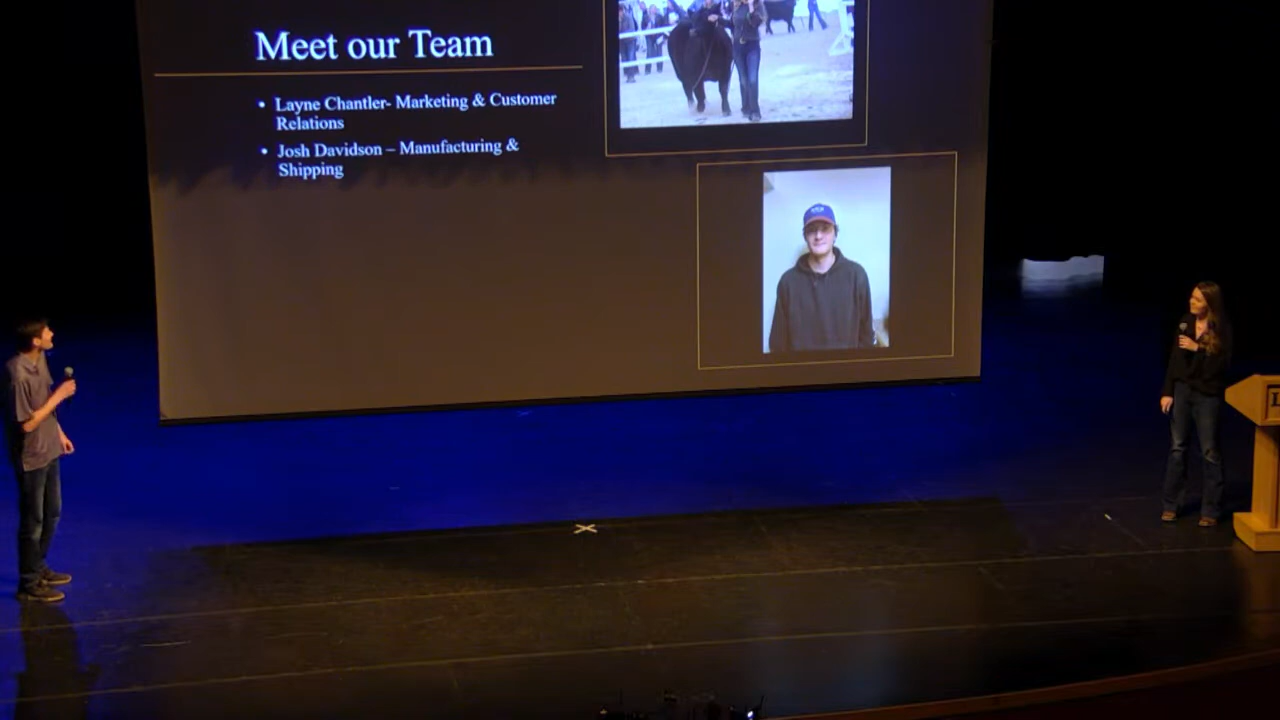 Meet our Team
• Layne Chantler- Marketing & Customer
Relations
• Josh Davidson – Manufacturing &
Shipping